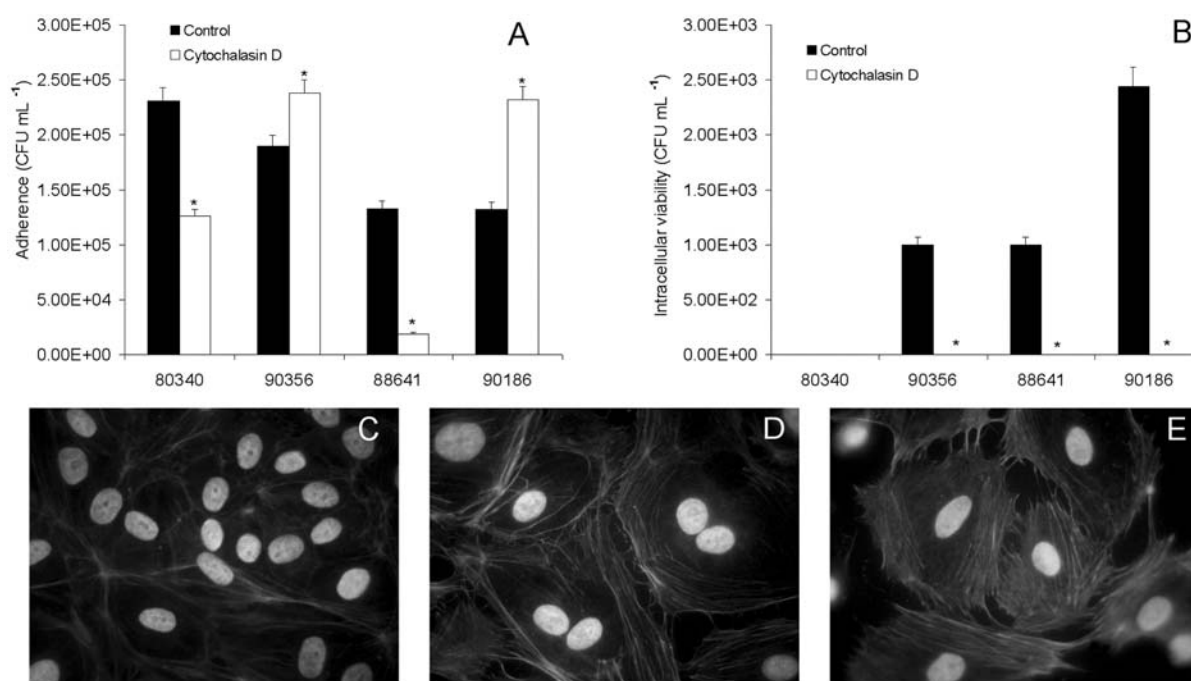 3.00E+05
2.50E+05
2.00E+05
1.50E+05
1.00E+05
5.00E+04
0.00E+00
Adherence (CFU mL -1)
Control
Cytochalasin D
A
*
*
*
*
80340 90356 88641 90186
3.00E+03
2.50E+03
2.00E+03
1.50E+03
1.00E+03
5.00E+02
0.00E+00
Intracellular viability (CFU mL -1)
Control
Cytochalasin D
B
* * *
80340 90356 88641 90186
C
D
E